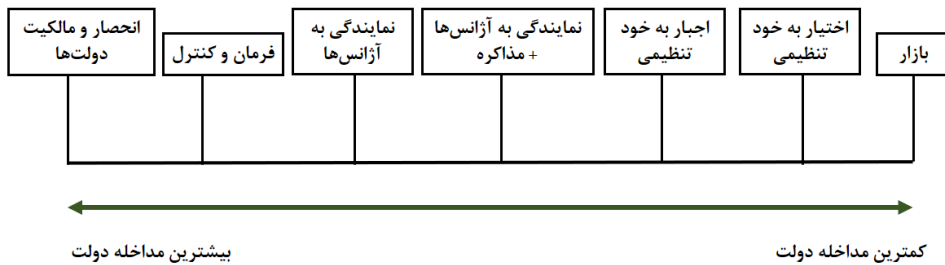 بازار
اختیار به خود
تنظیمی
اجبار به خود
تنظیمی
نمایندگی به آژانس‌ها
+ مذاکره
نمایندگی به
آژانس‌ها
فرمان و کنترل
انحصار و مالکیت
دولت‌ها
کمترین مداخله دولت
بیشترین مداخله دولت